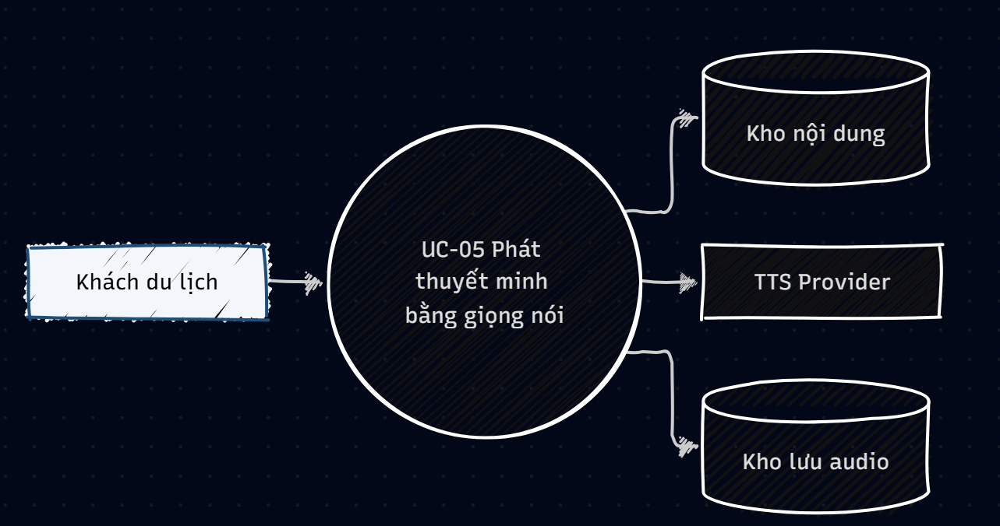 Khách du lịch
UC-05 Phát
thuyết minh
bằng giọng nói
Kho nội dung
TTS Provider
Kho lưu audio